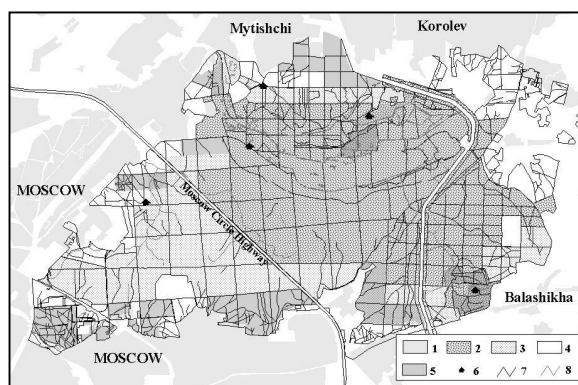 Mytishchi
Korolev
MOSCOW
Moscow Circle Highway
Balashikha
MOSCOW
1 2 3 4
5 6 7 8